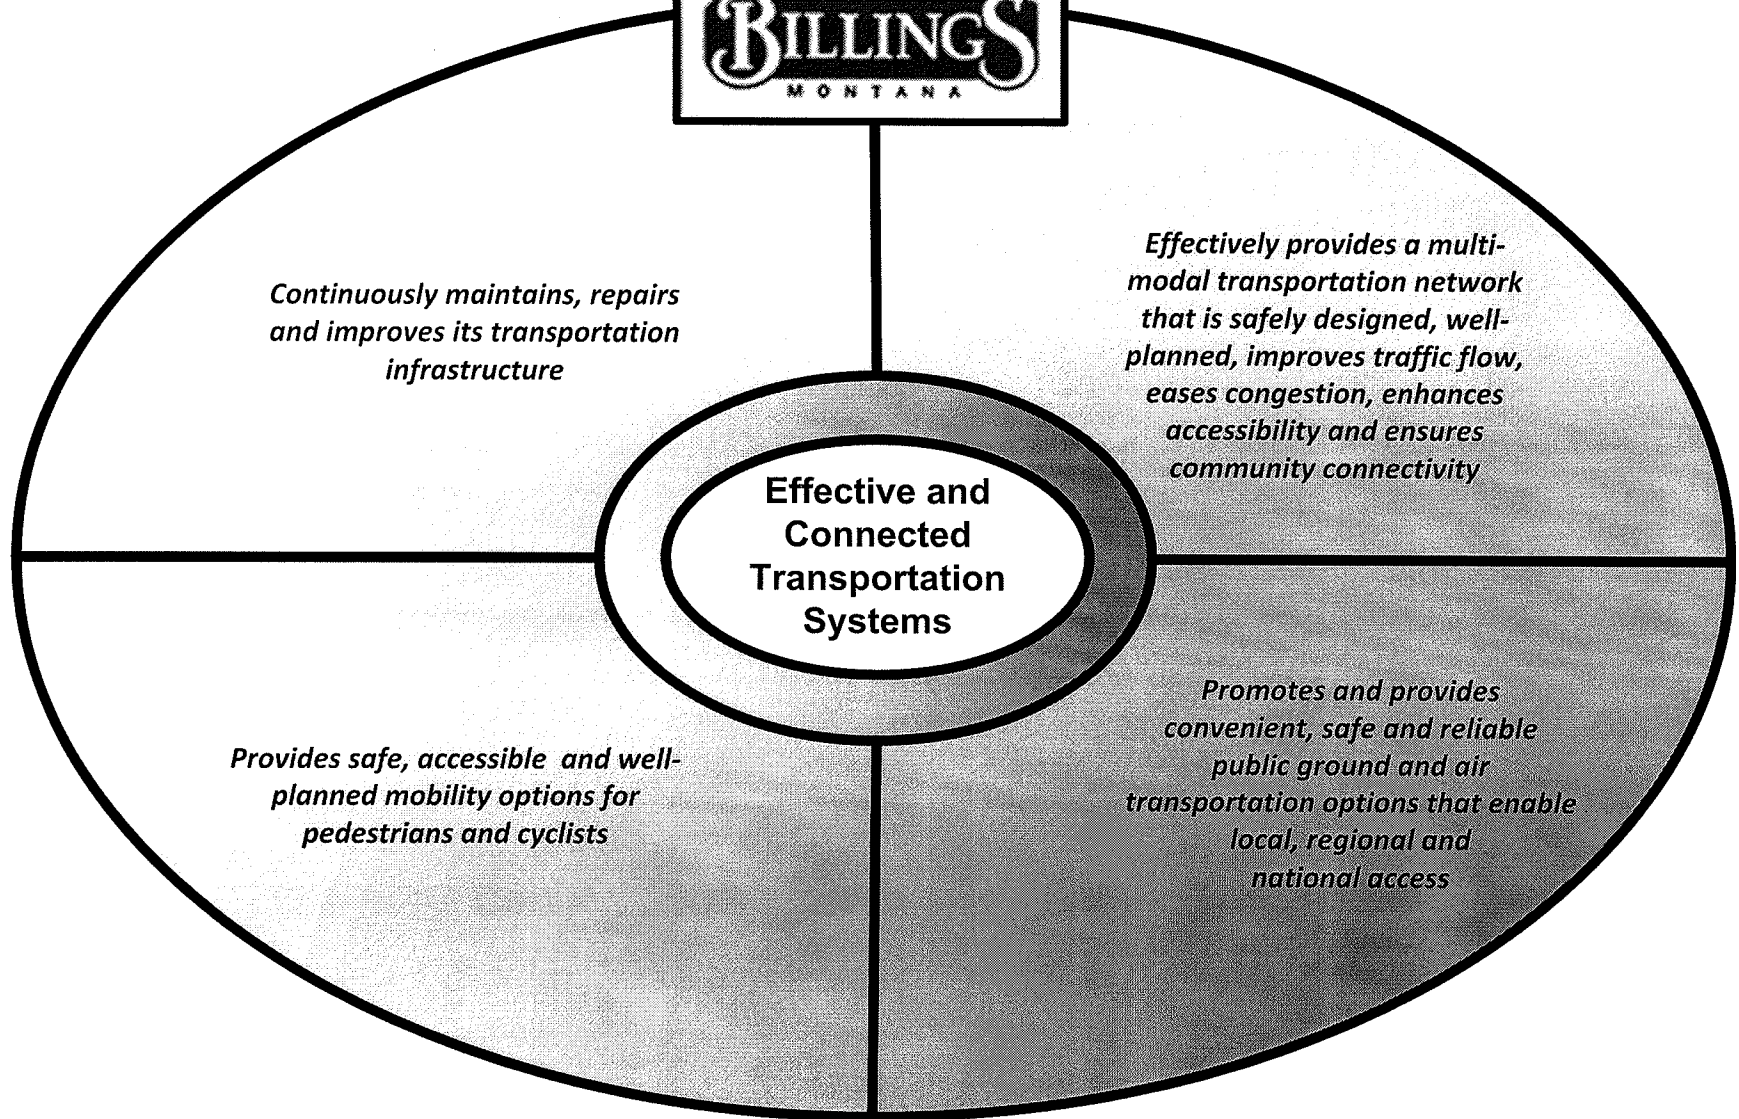 BILLINGS
MONTANA
Continuously maintains, repairs
and improves its transportation
infrastructure
Effectively provides a multi-
modal transportation network
that is safely designed, well-
planned, improves traffic flow,
eases congestion, enhances
accessibility and ensures
community connectivity
Effective and
Connected
Transportation
Systems
Provides safe, accessible and well-
planned mobility options for
pedestrians and cyclists
Promotes and provides
convenient, safe and reliable
public ground and air
transportation options that enable
local, regional and
national access